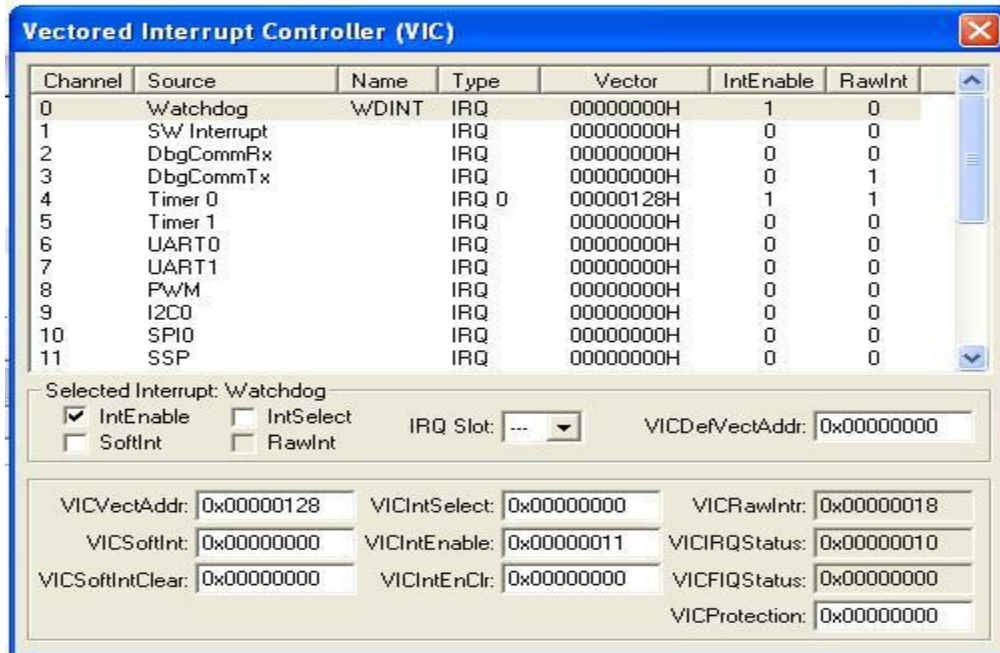 Vectored Interrupt Controller (VIC)
Channel Source Name Type Vector IntEnable RawInt
0 Watchdog WDINT IRQ 00000000H 1 0
1 SW Interrupt IRQ 00000000H 0 0
2 DbgCommRx IRQ 00000000H 0 0
3 DbgCommTx IRQ 00000000H 0 1
4 Timer 0 IRQ 0 00000128H 1 1
5 Timer 1 IRQ 00000000H 0 0
6 UART0 IRQ 00000000H 0 0
7 UART1 IRQ 00000000H 0 0
8 PWM IRQ 00000000H 0 0
9 I2C0 IRQ 00000000H 0 0
10 SPI0 IRQ 00000000H 0 0
11 SSP IRQ 00000000H 0 0
Selected Interrupt: Watchdog
IntEnable IntSelect IRQ Slot: --- VICDefVectAddr: 0x00000000
SoftInt RawInt
VICVectAddr: 0x00000128 VICIntSelect: 0x00000000 VICRawIntr: 0x00000018
VICSoftInt: 0x00000000 VICIntEnable: 0x00000011 VICIRQStatus: 0x00000010
VICSoftIntClear: 0x00000000 VICIntEnClr: 0x00000000 VICFIQStatus: 0x00000000
VICProtection: 0x00000000